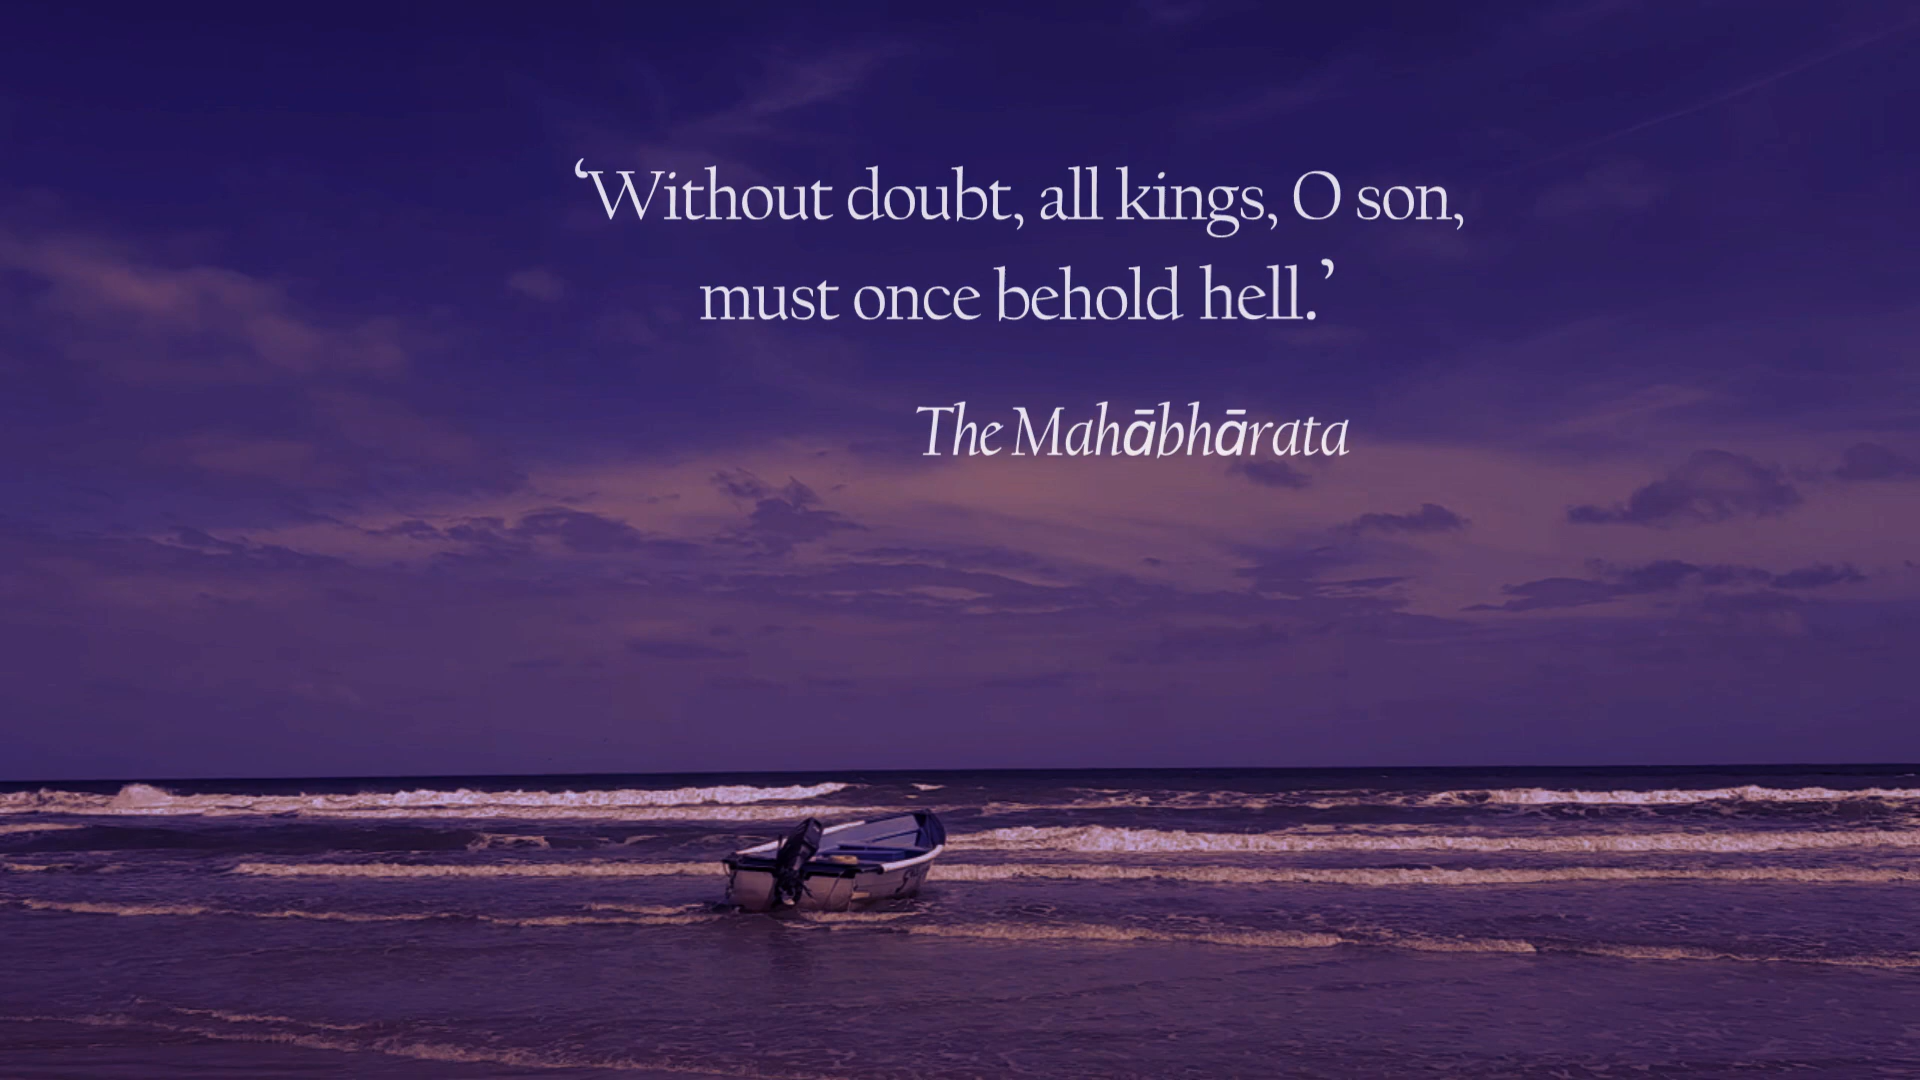 ‘Without doubt, all kings, O son,
must once behold hell.’
The Mahābhārata